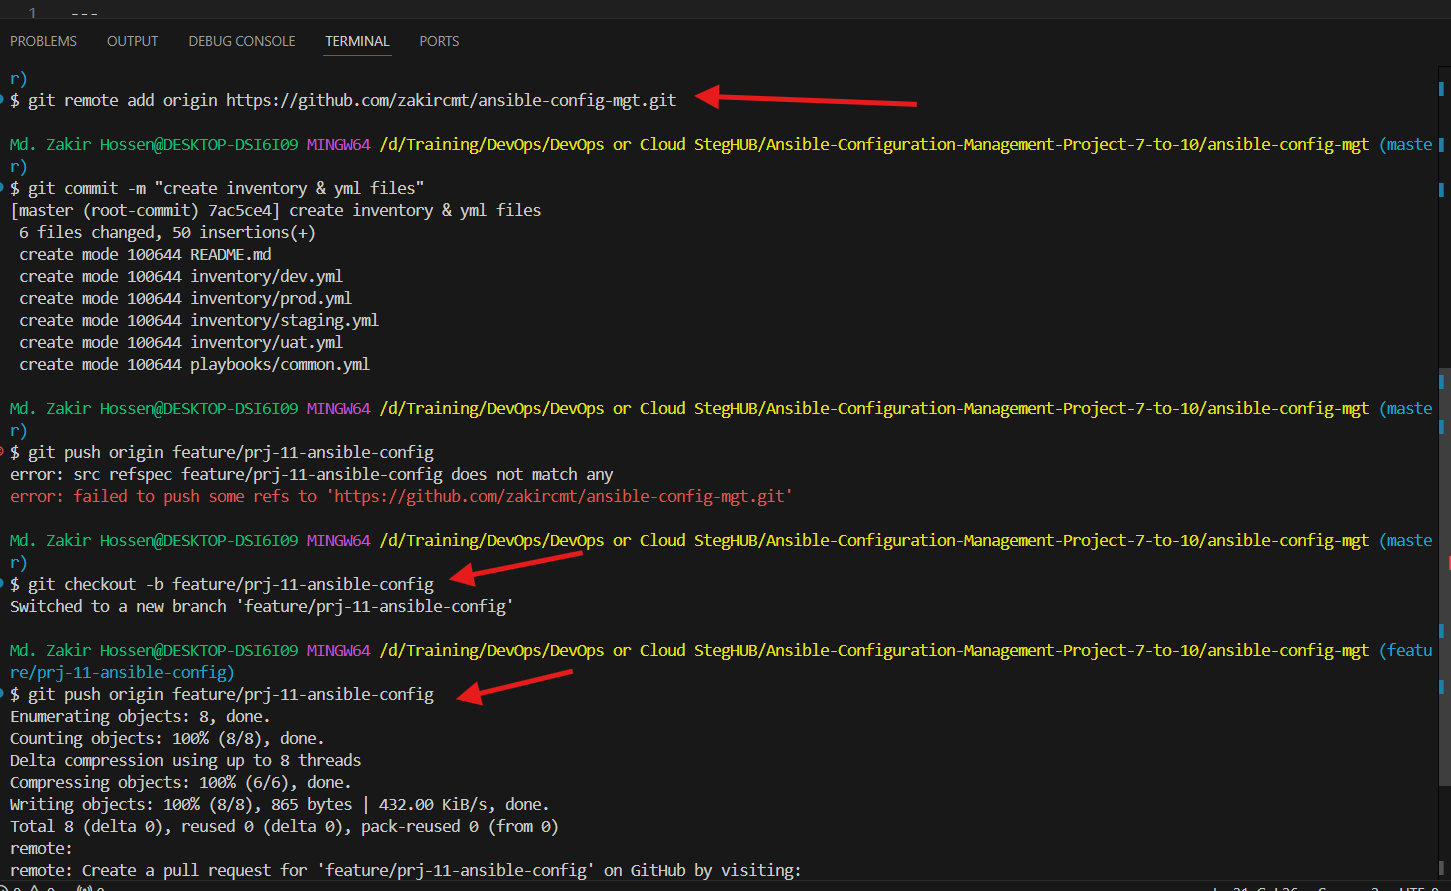 1 ---
PROBLEMS OUTPUT DEBUG CONSOLE TERMINAL PORTS
r)
$ git remote add origin https://github.com/zakircmt/ansible-config-mgt.git
Md. Zakir Hossen@DESKTOP-DSI6I09 MINGW64 /d/Training/DevOps/DevOps or Cloud StegHUB/Ansible-Configuration-Management-Project-7-to-10/ansible-config-mgt (maste
r)
$ git commit -m "create inventory & yml files"
[master (root-commit) 7ac5ce4] create inventory & yml files
6 files changed, 50 insertions(+)
create mode 100644 README.md
create mode 100644 inventory/dev.yml
create mode 100644 inventory/prod.yml
create mode 100644 inventory/staging.yml
create mode 100644 inventory/uat.yml
create mode 100644 playbooks/common.yml
Md. Zakir Hossen@DESKTOP-DSI6I09 MINGW64 /d/Training/DevOps/DevOps or Cloud StegHUB/Ansible-Configuration-Management-Project-7-to-10/ansible-config-mgt (maste
r)
$ git push origin feature/prj-11-ansible-config
error: src refspec feature/prj-11-ansible-config does not match any
error: failed to push some refs to 'https://github.com/zakircmt/ansible-config-mgt.git'
Md. Zakir Hossen@DESKTOP-DSI6I09 MINGW64 /d/Training/DevOps/DevOps or Cloud StegHUB/Ansible-Configuration-Management-Project-7-to-10/ansible-config-mgt (maste
r)
$ git checkout -b feature/prj-11-ansible-config
Switched to a new branch 'feature/prj-11-ansible-config'
Md. Zakir Hossen@DESKTOP-DSI6I09 MINGW64 /d/Training/DevOps/DevOps or Cloud StegHUB/Ansible-Configuration-Management-Project-7-to-10/ansible-config-mgt (featu
re/prj-11-ansible-config)
$ git push origin feature/prj-11-ansible-config
Enumerating objects: 8, done.
Counting objects: 100% (8/8), done.
Delta compression using up to 8 threads
Compressing objects: 100% (6/6), done.
Writing objects: 100% (8/8), 865 bytes | 432.00 KiB/s, done.
Total 8 (delta 0), reused 0 (delta 0), pack-reused 0 (from 0)
remote:
remote: Create a pull request for 'feature/prj-11-ansible-config' on GitHub by visiting: